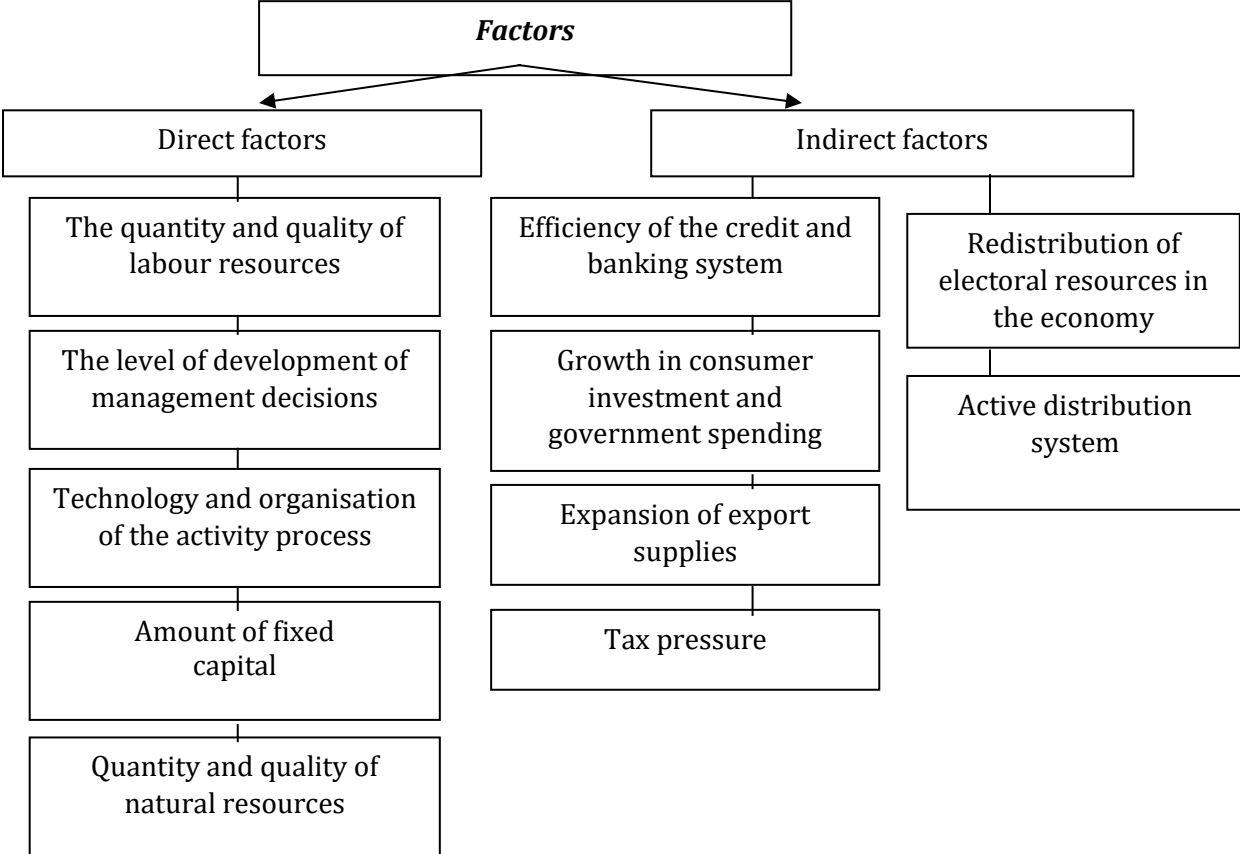 Factors
Direct factors
The quantity and quality of
labour resources
The level of development of
management decisions
Technology and organisation
of the activity process
Amount of fixed
capital
Quantity and quality of
natural resources
Indirect factors
Efficiency of the credit and
banking system
Growth in consumer
investment and
government spending
Expansion of export
supplies
Tax pressure
Redistribution of
electoral resources in
the economy
Active distribution
system